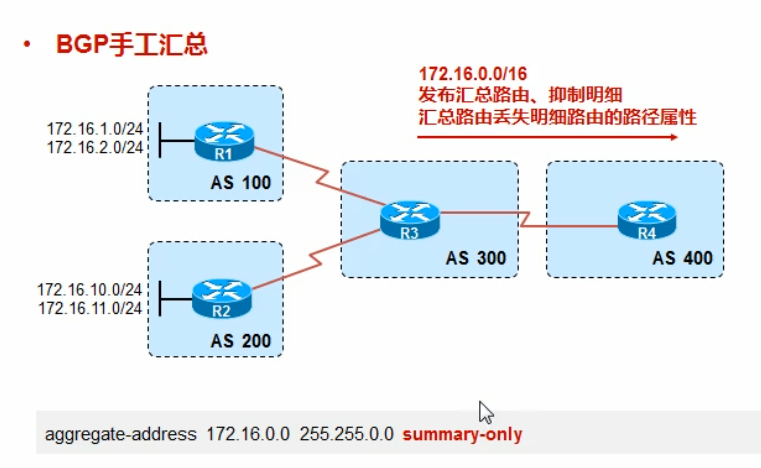 • BGP手工汇总
172.16.0.0/16
发布汇总路由、抑制明细
汇总路由丢失明细路由的路径属性
172.16.1.0/24
172.16.2.0/24
R1
AS 100
R3
AS 300
R4
AS 400
172.16.10.0/24
172.16.11.0/24
R2
AS 200
aggregate-address 172.16.0.0 255.255.0.0 summary-only